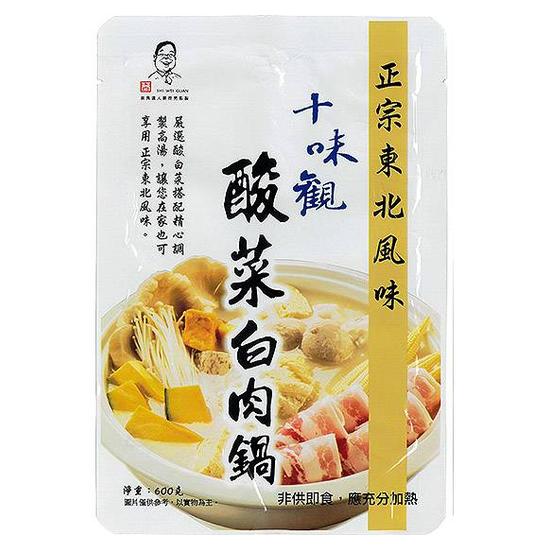 SHI WEI GUAN
正宗東北風味
十味觀
酸菜白肉鍋
嚴選酸白菜搭配精心調
製高湯，讓您在家也可
享用正宗東北風味。
淨重：600克
圖片僅供參考，以實物為主。
非供即食，應充分加熱